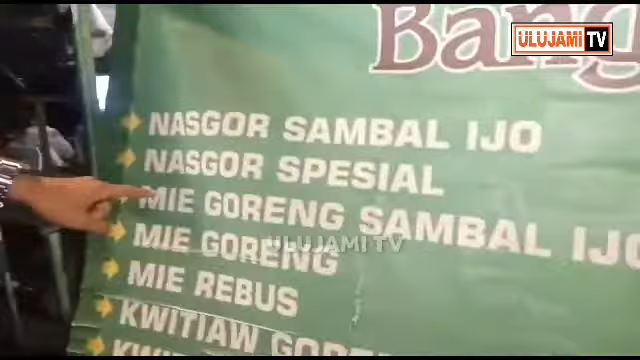 Bang
ULUJAMI TV
NASGOR SAMBAL IJO
NASGOR SPESIAL
MIE GORENG SAMBAL IJO
MIE GORENG
ULUJAMI TV
MIE REBUS
KWITIAW GORENG